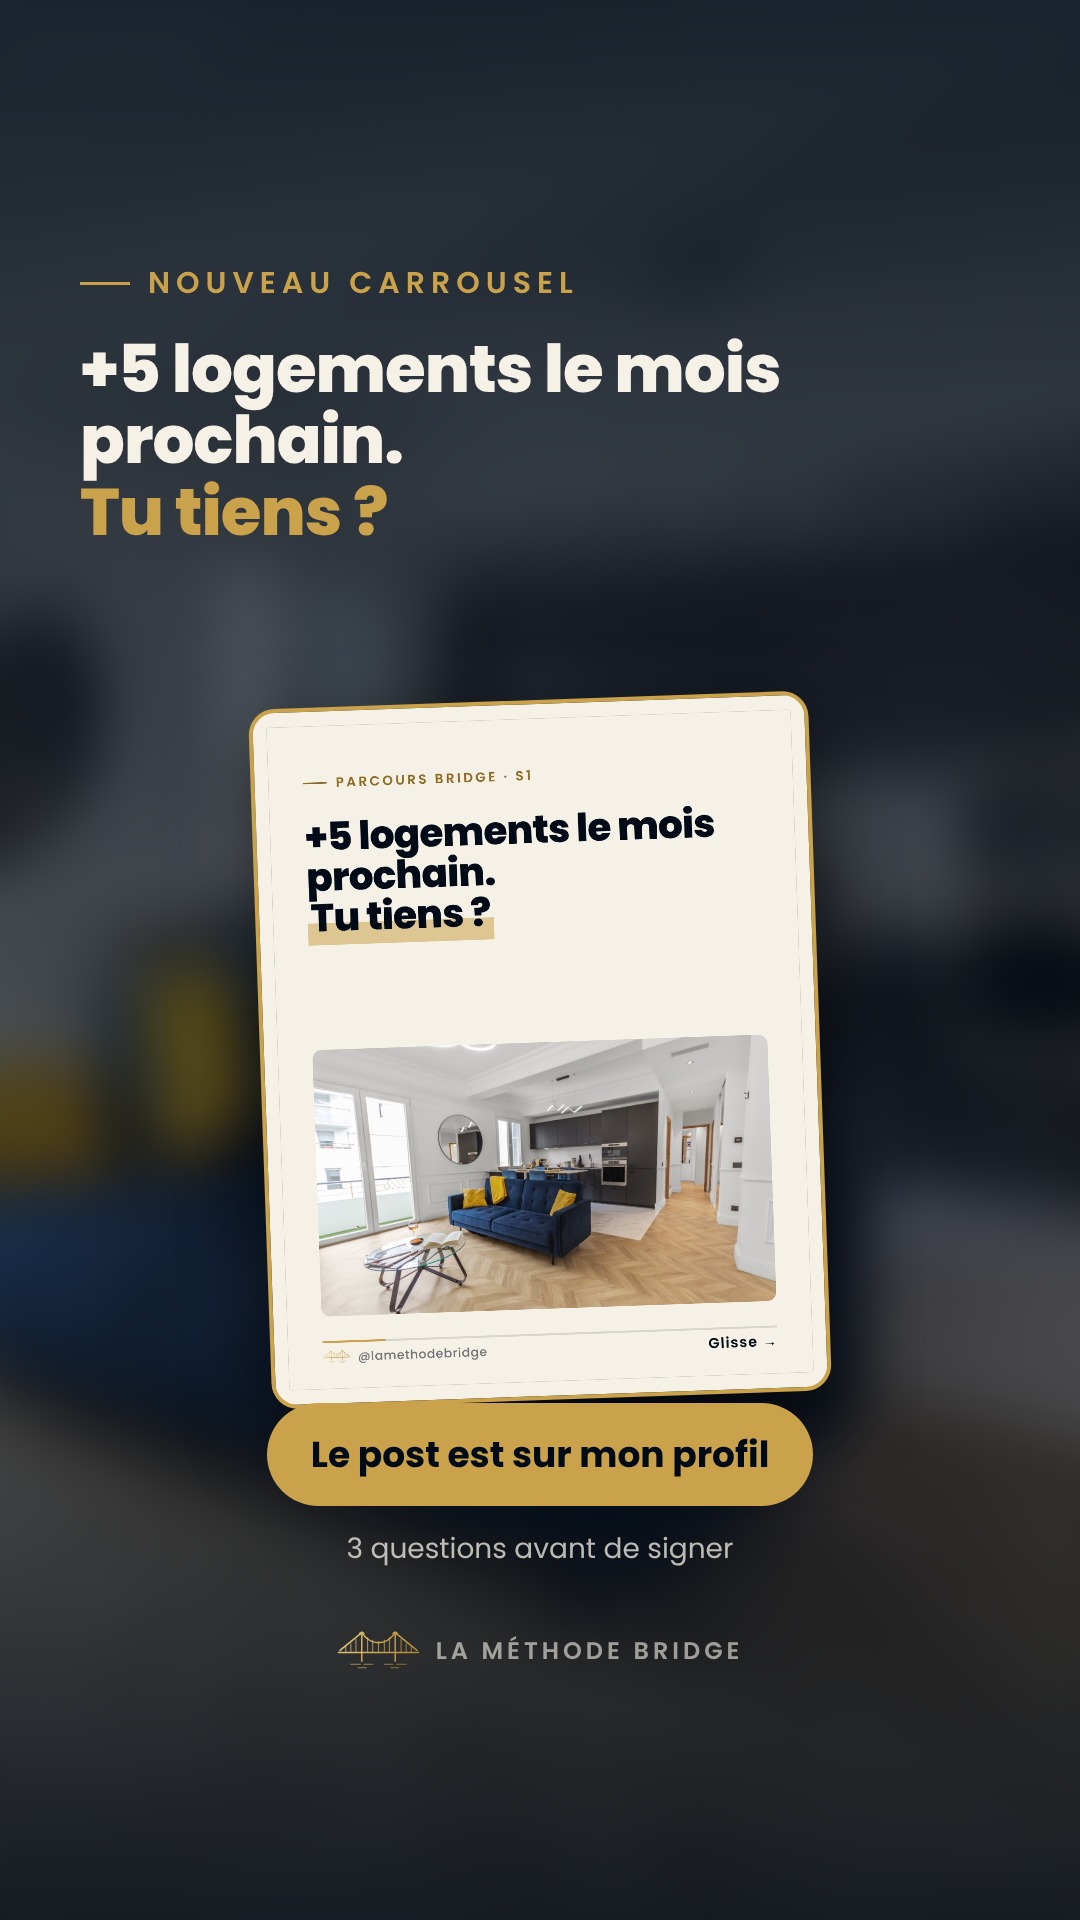 NOUVEAU CARROUSEL
+5 logements le mois
prochain.
Tu tiens ?
PARCOURS BRIDGE · S1
+5 logements le mois
prochain.
Tu tiens ?
@lamethodebridge
Glisse →
Le post est sur mon profil
3 questions avant de signer
LA MÉTHODE BRIDGE